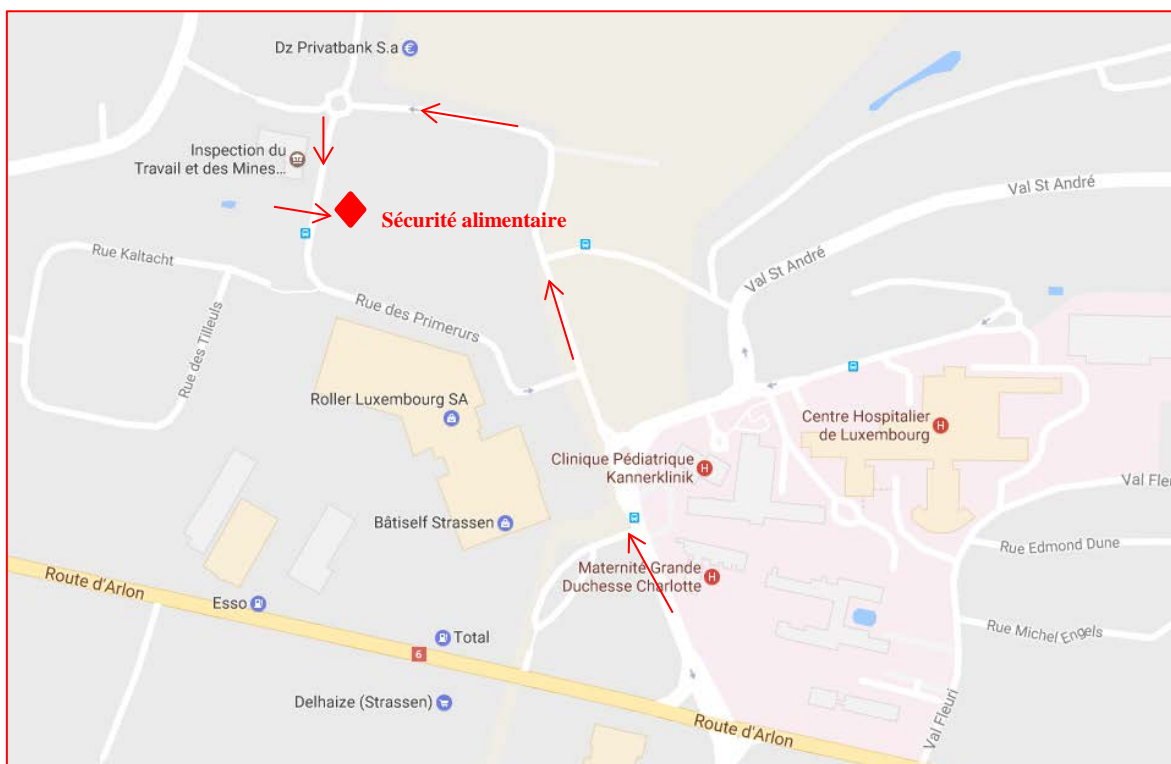 Dz Privatbank S.a
Inspection du
Travail et des Mines...
Sécurité alimentaire
Val St André
Val St André
Rue Kaltacht
Rue des Tilleuls
Rue des Primerurs
Roller Luxembourg SA
Centre Hospitalier
de Luxembourg
H
Clinique Pédiatrique
Kannerklinik
H
Val Fle
Bâtiself Strassen
Rue Edmond Dune
Maternité Grande
Duchesse Charlotte
H
Route d'Arlon
Esso
Total
6
Rue Michel Engels
Delhaize (Strassen)
Val Fleuri
Route d'Arlon